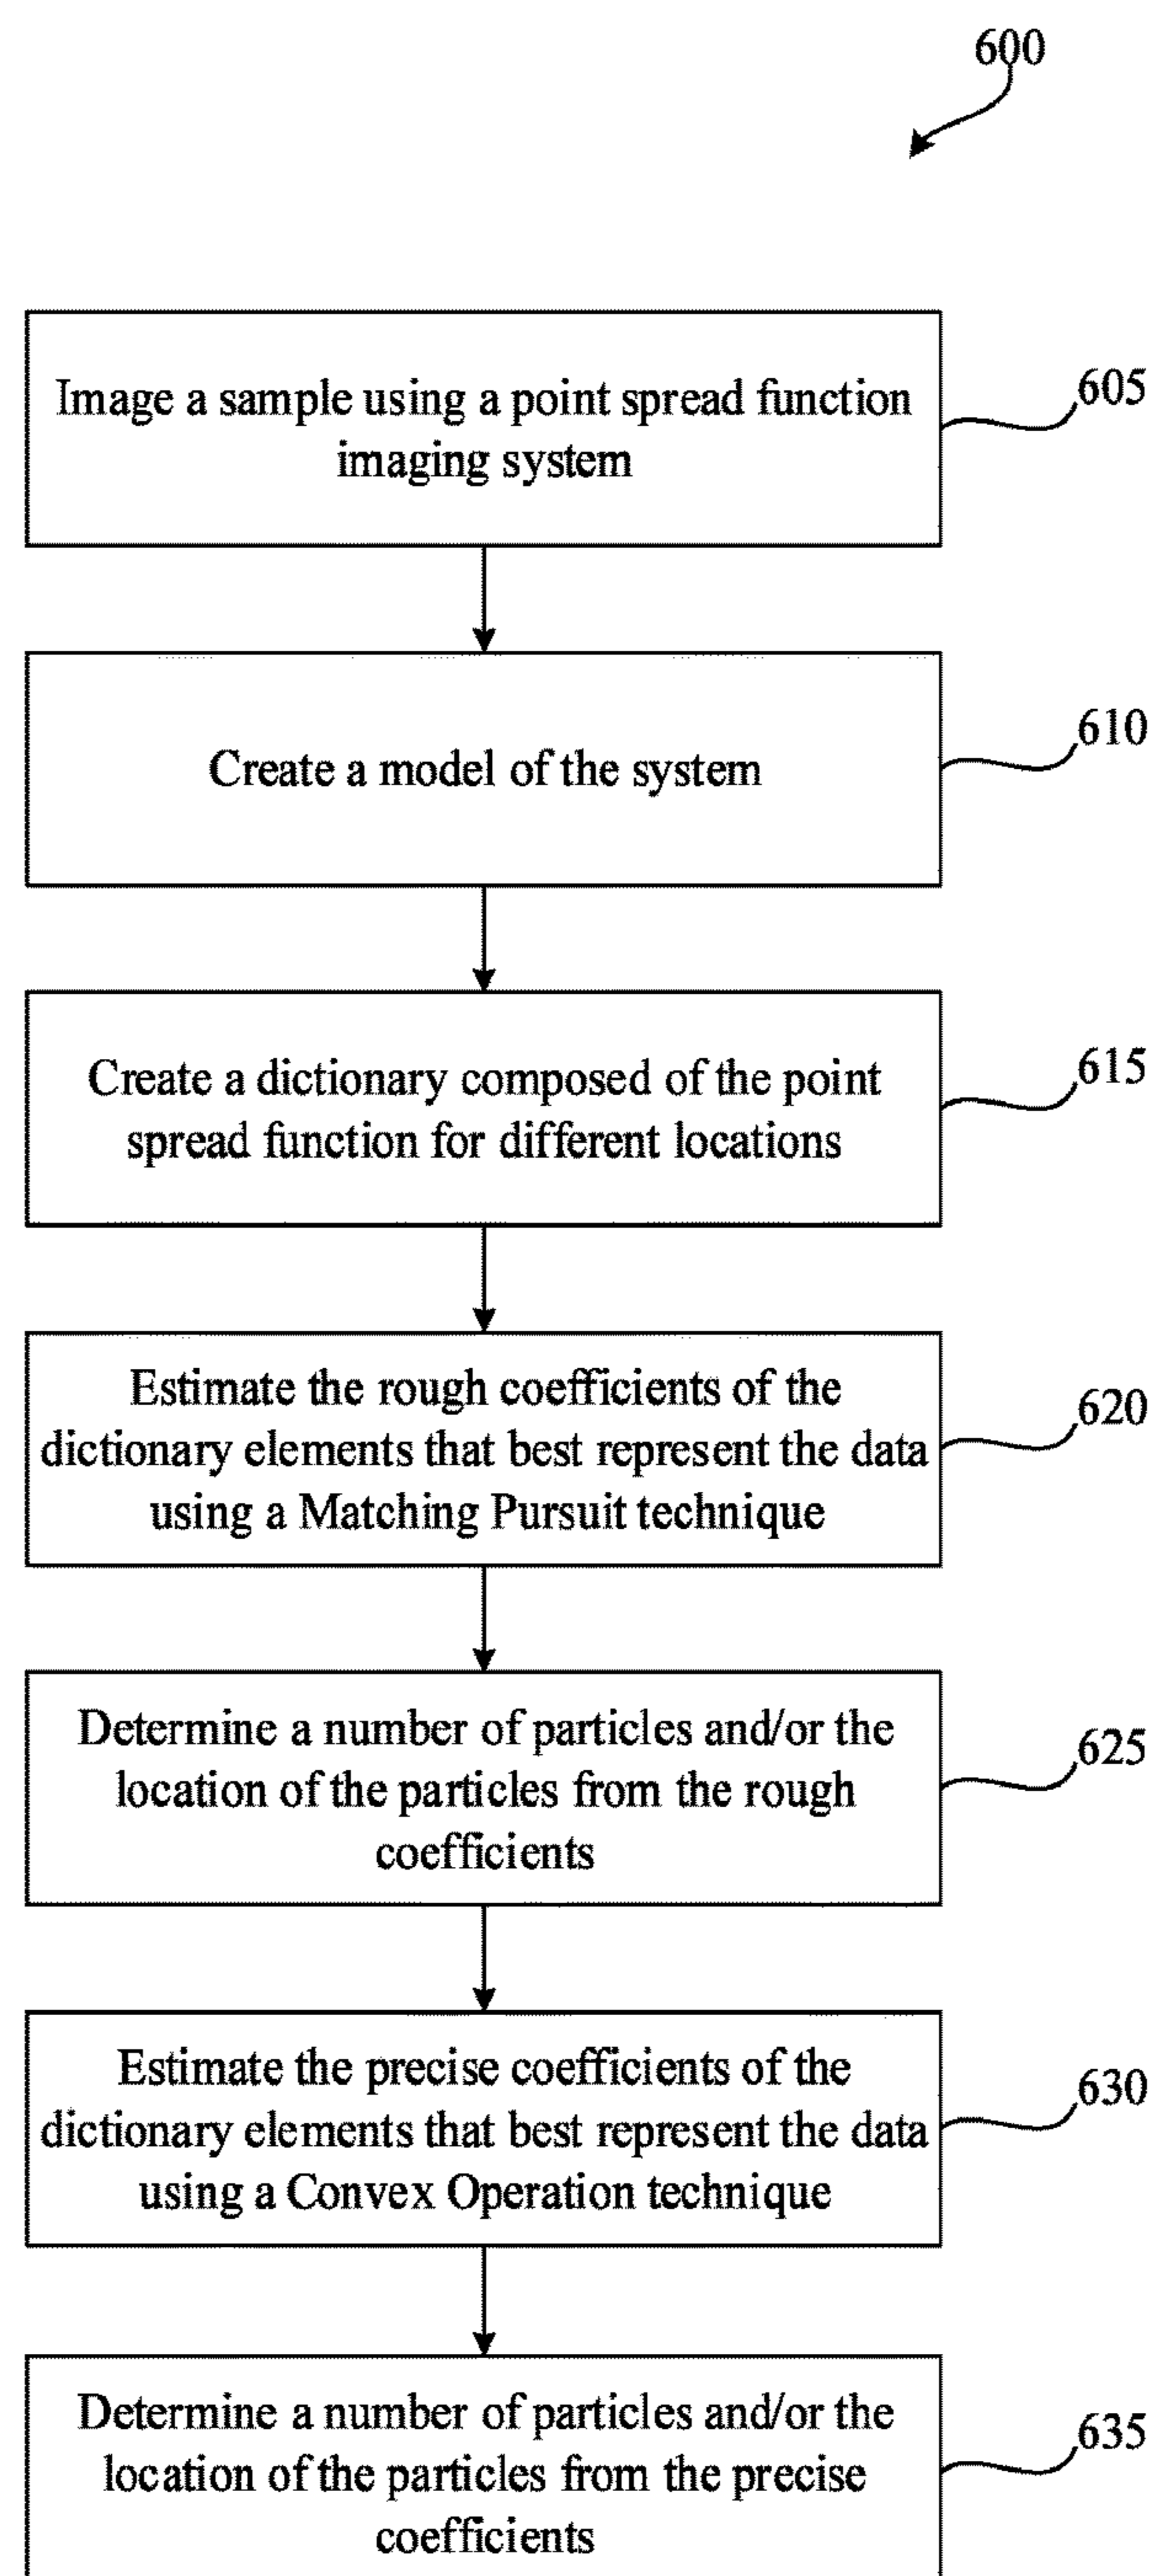 600
Image a sample using a point spread function
imaging system
605
Create a model of the system
610
Create a dictionary composed of the point
spread function for different locations
615
Estimate the rough coefficients of the
dictionary elements that best represent the data
using a Matching Pursuit technique
620
Determine a number of particles and/or the
location of the particles from the rough
coefficients
625
Estimate the precise coefficients of the
dictionary elements that best represent the data
using a Convex Operation technique
630
Determine a number of particles and/or the
location of the particles from the precise
coefficients
635